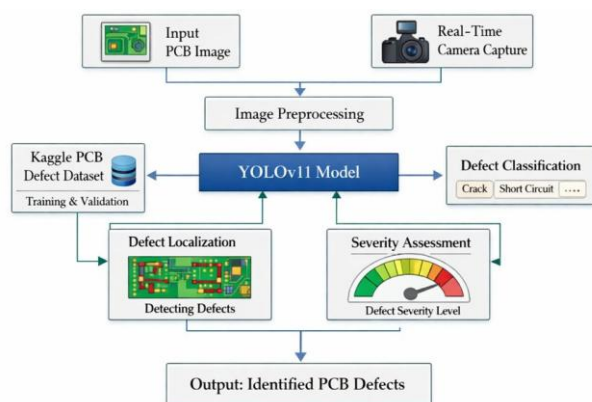 Input
PCB Image
Real-Time
Camera Capture
Image Preprocessing
Kaggle PCB
Defect Dataset
Training & Validation
YOLOv11 Model
Defect Classification
Crack
Short Circuit
....
Defect Localization
Detecting Defects
Severity Assessment
Defect Severity Level
Output: Identified PCB Defects